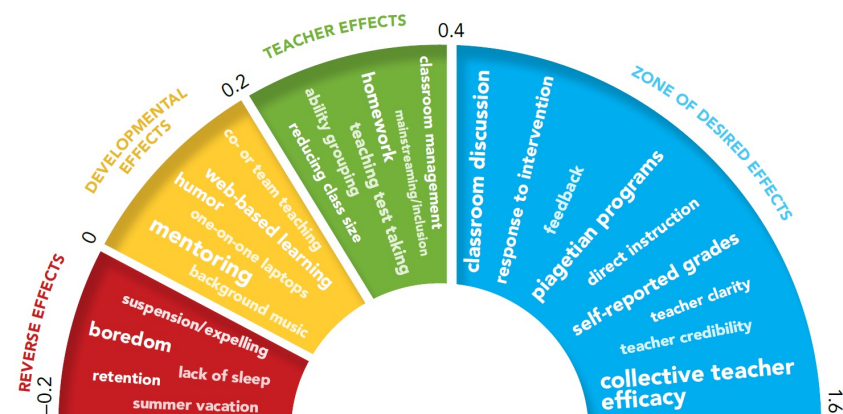 REVERSE EFFECTS
-0.2
suspension/expelling
boredom
retention
lack of sleep
summer vacation
0
DEVELOPMENTAL
EFFECTS
co- or team teaching
web-based learning
humor
one-on-one laptops
mentoring
background music
0.2
TEACHER EFFECTS
reducing class size
ability grouping
teaching test taking
homework
mainstreaming/inclusion
classroom management
0.4
ZONE OF DESIRED EFFECTS
classroom discussion
response to intervention
feedback
piagetian programs
direct instruction
self-reported grades
teacher clarity
teacher credibility
collective teacher
efficacy
1.6